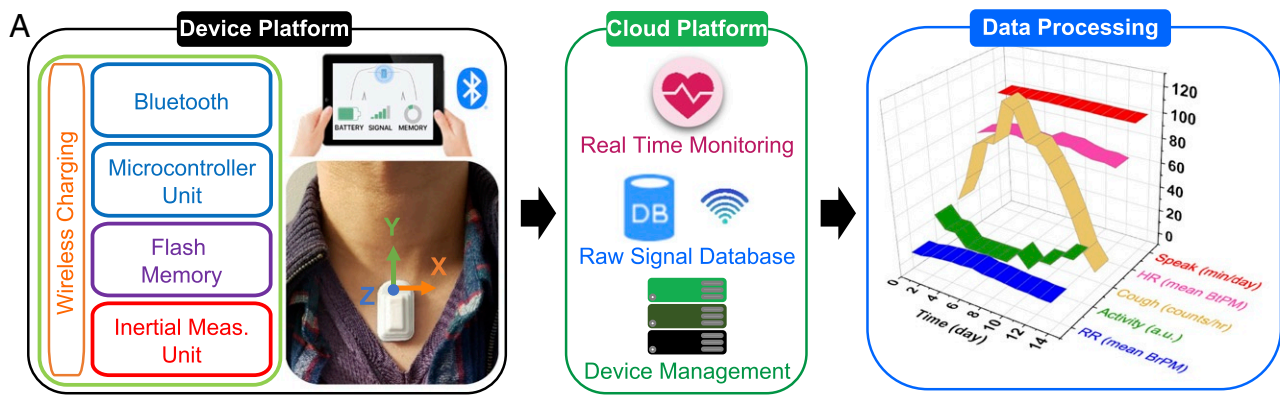 A
Device Platform
Wireless Charging
Bluetooth
Microcontroller
Unit
Flash
Memory
Inertial Meas.
Unit
BATTERY SIGNAL MEMORY
Y
X
Z
Cloud Platform
Real Time Monitoring
DB
Raw Signal Database
Device Management
Data Processing
120
100
80
60
40
20
0
0
2
4
6
8
10
12
14
Time (day)
Speak (min/day)
HR (mean BtPM)
Cough (counts/hr)
Activity (a.u.)
RR (mean BrPM)